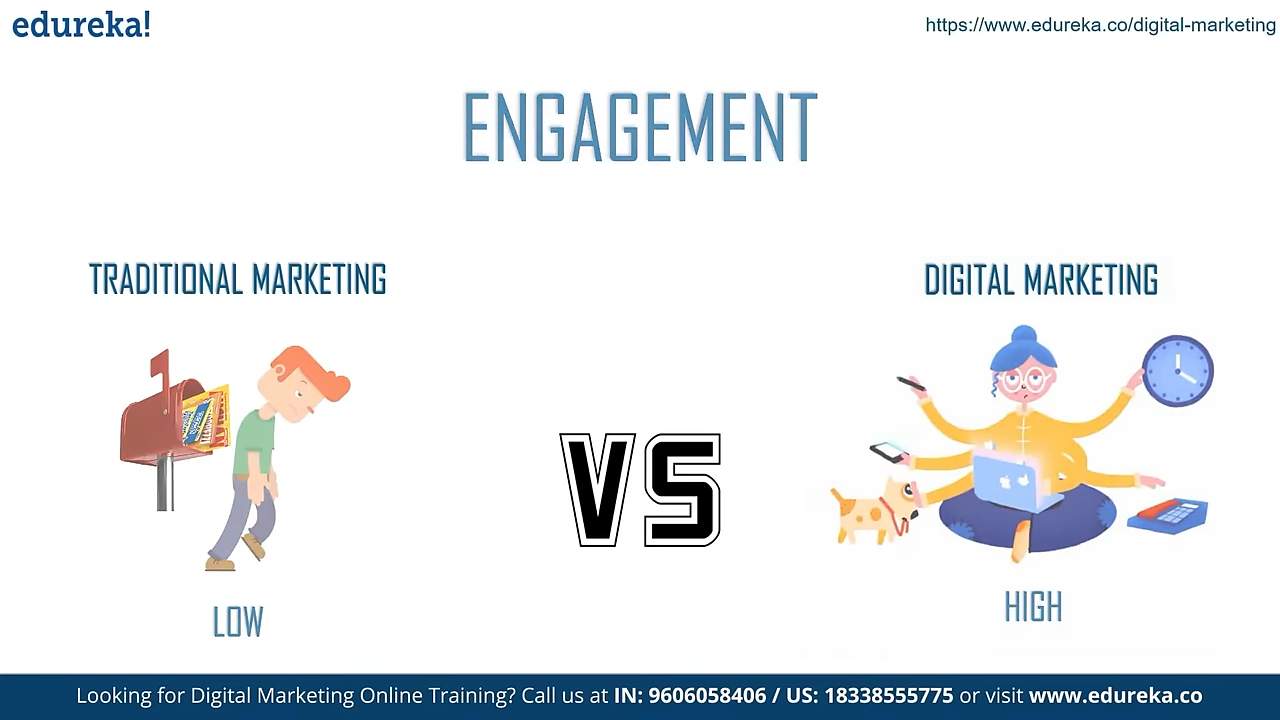 edureka!
https://www.edureka.co/digital-marketing
ENGAGEMENT
TRADITIONAL MARKETING
DIGITAL MARKETING
VS
LOW
HIGH
Looking for Digital Marketing Online Training? Call us at IN: 9606058406 / US: 18338555775 or visit www.edureka.co